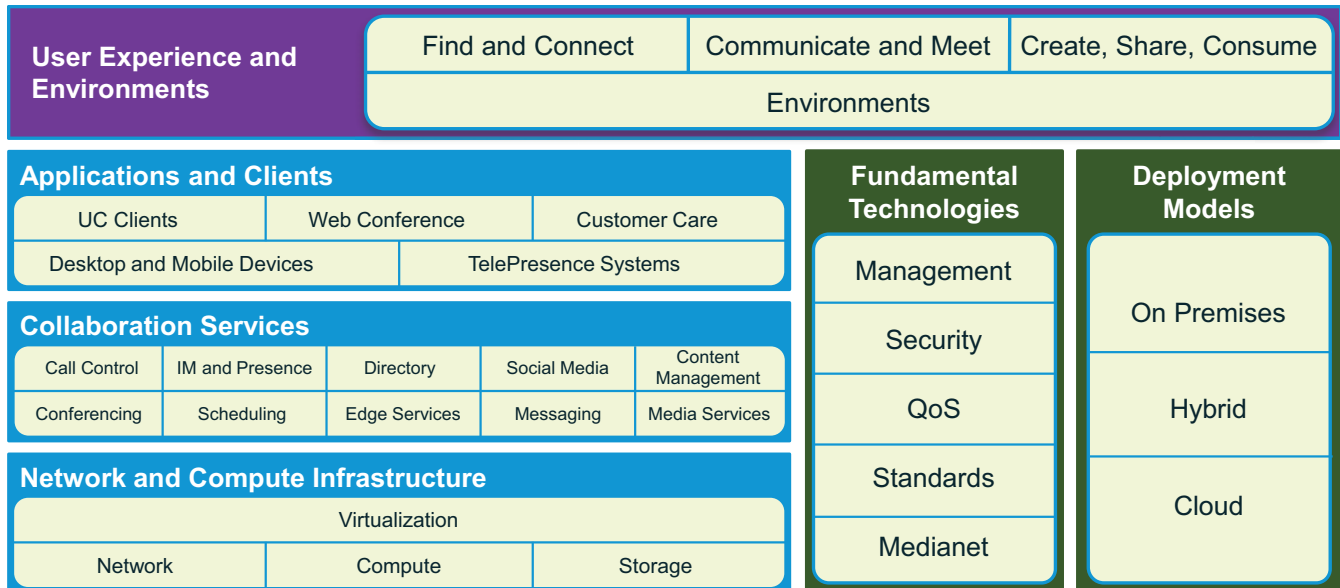 User Experience and
Environments
Find and Connect
Communicate and Meet
Create, Share, Consume
Environments
Applications and Clients
UC Clients
Web Conference
Customer Care
Desktop and Mobile Devices
TelePresence Systems
Collaboration Services
Call Control
IM and Presence
Directory
Social Media
Content
Management
Conferencing
Scheduling
Edge Services
Messaging
Media Services
Network and Compute Infrastructure
Virtualization
Network
Compute
Storage
Fundamental
Technologies
Management
Security
QoS
Standards
Medianet
Deployment
Models
On Premises
Hybrid
Cloud